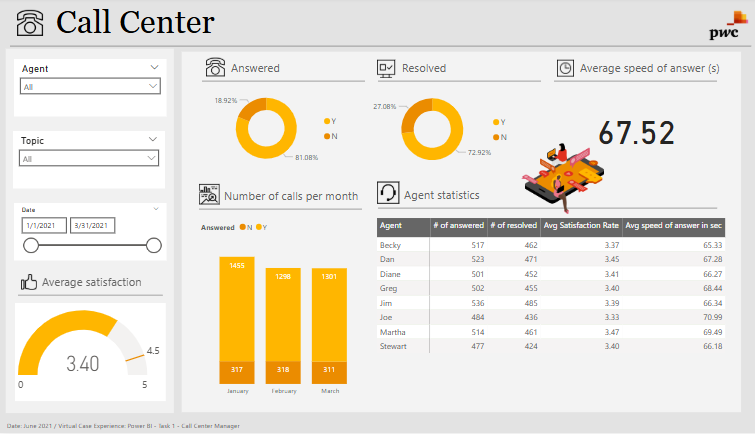 Call Center
pwc
Agent
All
Topic
All
Date
1/1/2021 3/31/2021
Average satisfaction
3.40
4.5
0
5
Answered
18.92%
81.08%
Y
N
Resolved
27.08%
72.92%
Y
N
Average speed of answer (s)
67.52
Number of calls per month
Answered N Y
1455 1298 1301
317 318 311
January February March
Agent statistics
Agent # of answered # of resolved Avg Satisfaction Rate Avg speed of answer in sec
Becky 517 462 3.37 65.33
Dan 523 471 3.45 67.28
Diane 501 452 3.41 66.27
Greg 502 455 3.40 68.44
Jim 536 485 3.39 66.34
Joe 484 436 3.33 70.99
Martha 514 461 3.47 69.49
Stewart 477 424 3.40 66.18
Date: June 2021 / Virtual Case Experience: Power BI - Task 1 - Call Center Manager